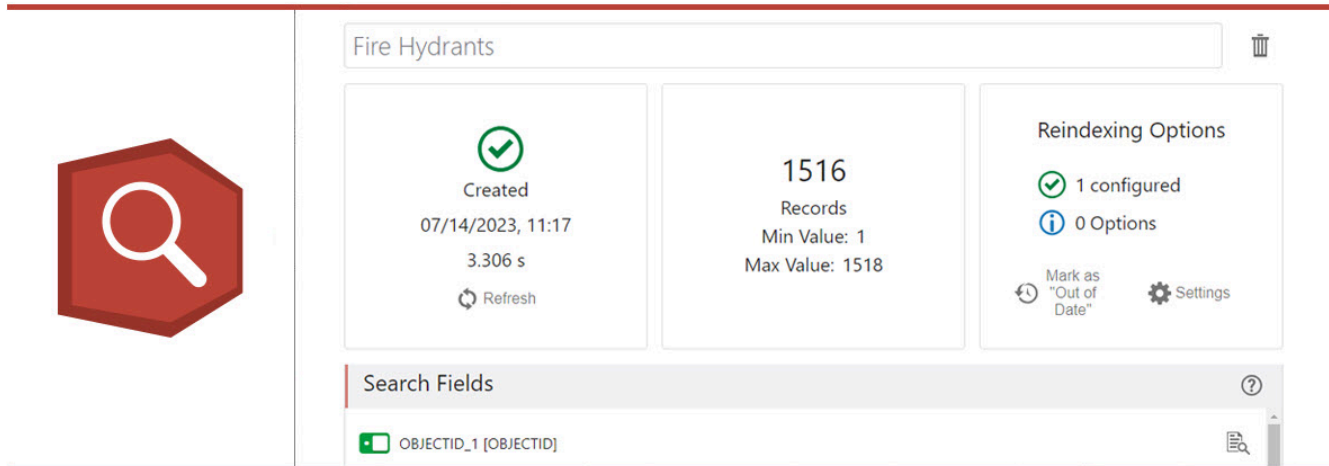 Fire Hydrants
Created
07/14/2023, 11:17
3.306 s
Refresh
1516
Records
Min Value: 1
Max Value: 1518
Reindexing Options
1 configured
0 Options
Mark as
"Out of
Date"
Settings
Search Fields
OBJECTID_1 [OBJECTID]